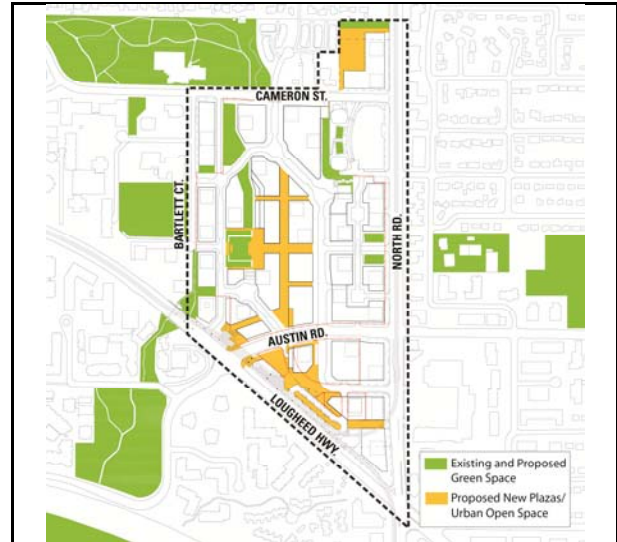 CAMERON ST.
BARTLETT CT.
NORTH RD.
AUSTIN RD.
LOUGHEED HWY.
Existing and Proposed
Green Space
Proposed New Plazas/
Urban Open Space